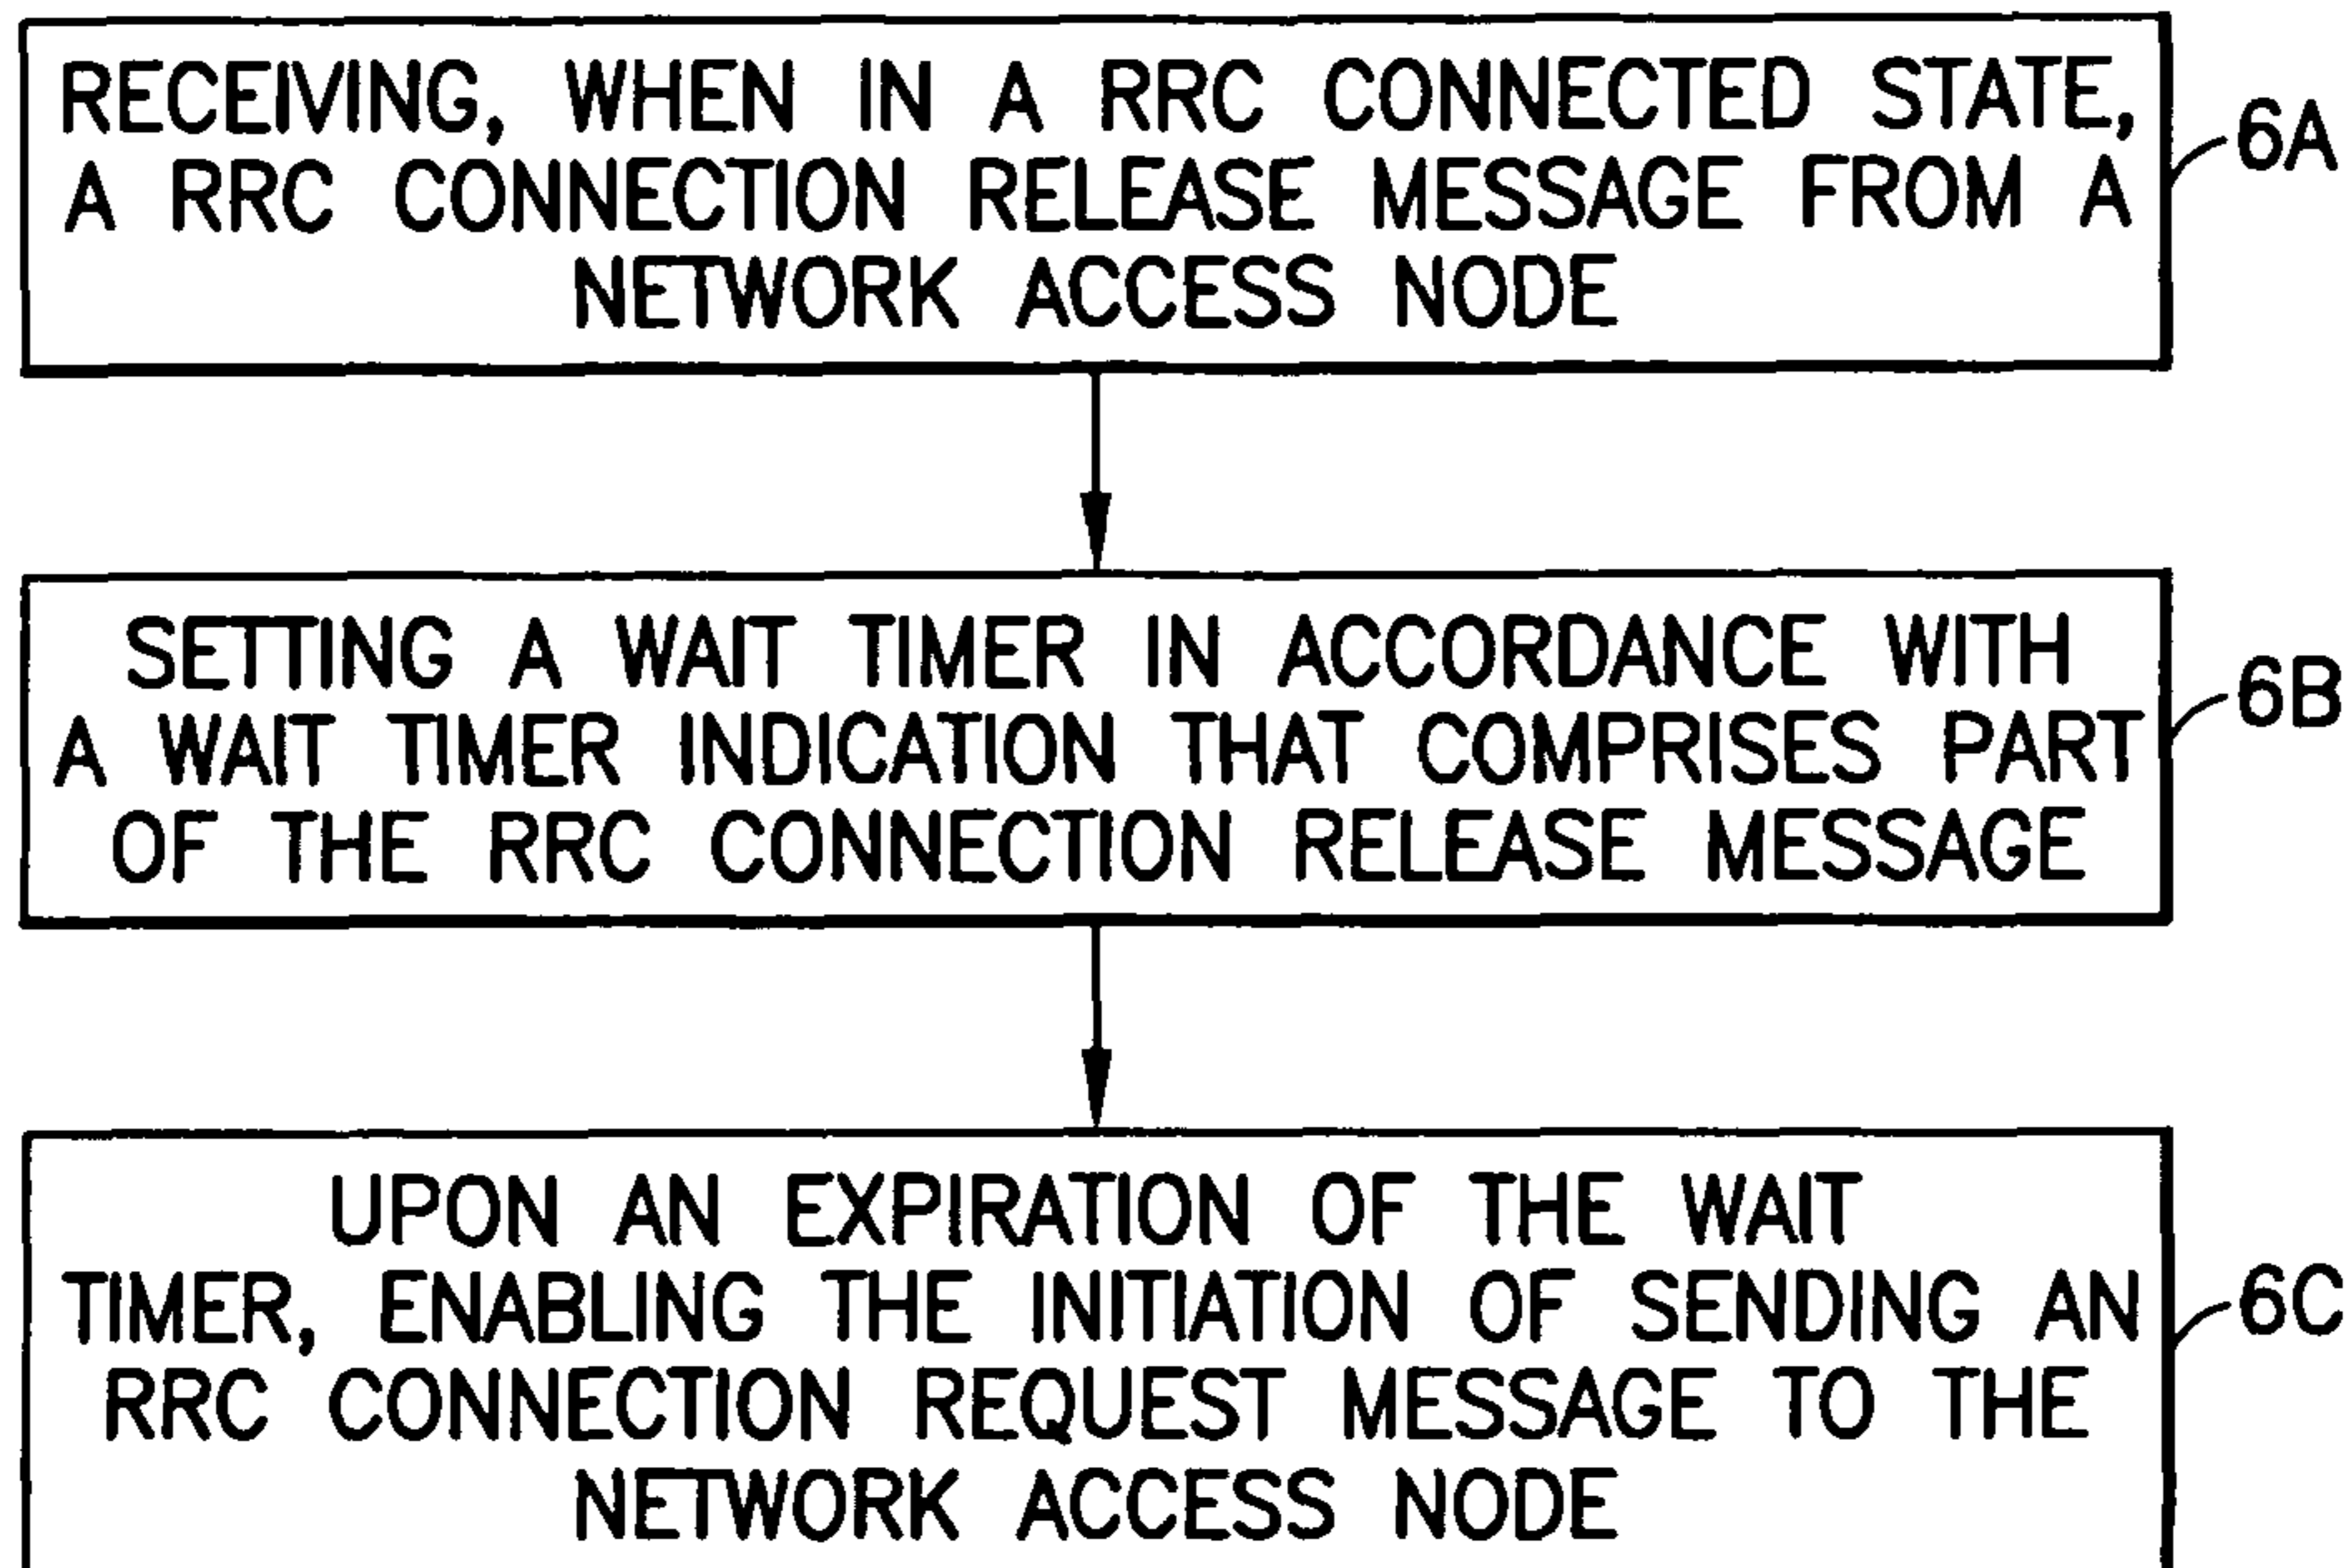 RECEIVING, WHEN IN A RRC CONNECTED STATE,
A RRC CONNECTION RELEASE MESSAGE FROM A
NETWORK ACCESS NODE
6A
SETTING A WAIT TIMER IN ACCORDANCE WITH
A WAIT TIMER INDICATION THAT COMPRISES PART
OF THE RRC CONNECTION RELEASE MESSAGE
6B
UPON AN EXPIRATION OF THE WAIT
TIMER, ENABLING THE INITIATION OF SENDING AN
RRC CONNECTION REQUEST MESSAGE TO THE
NETWORK ACCESS NODE
6C